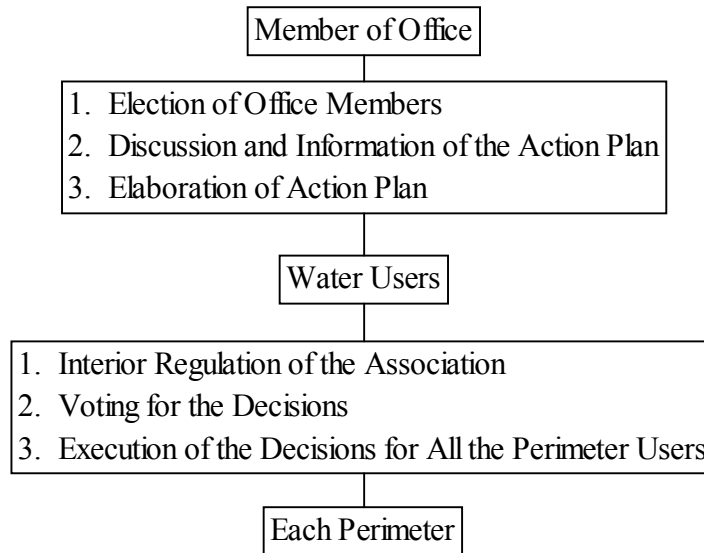 Member of Office
1. Election of Office Members
2. Discussion and Information of the Action Plan
3. Elaboration of Action Plan
Water Users
1. Interior Regulation of the Association
2. Voting for the Decisions
3. Execution of the Decisions for All the Perimeter Users
Each Perimeter